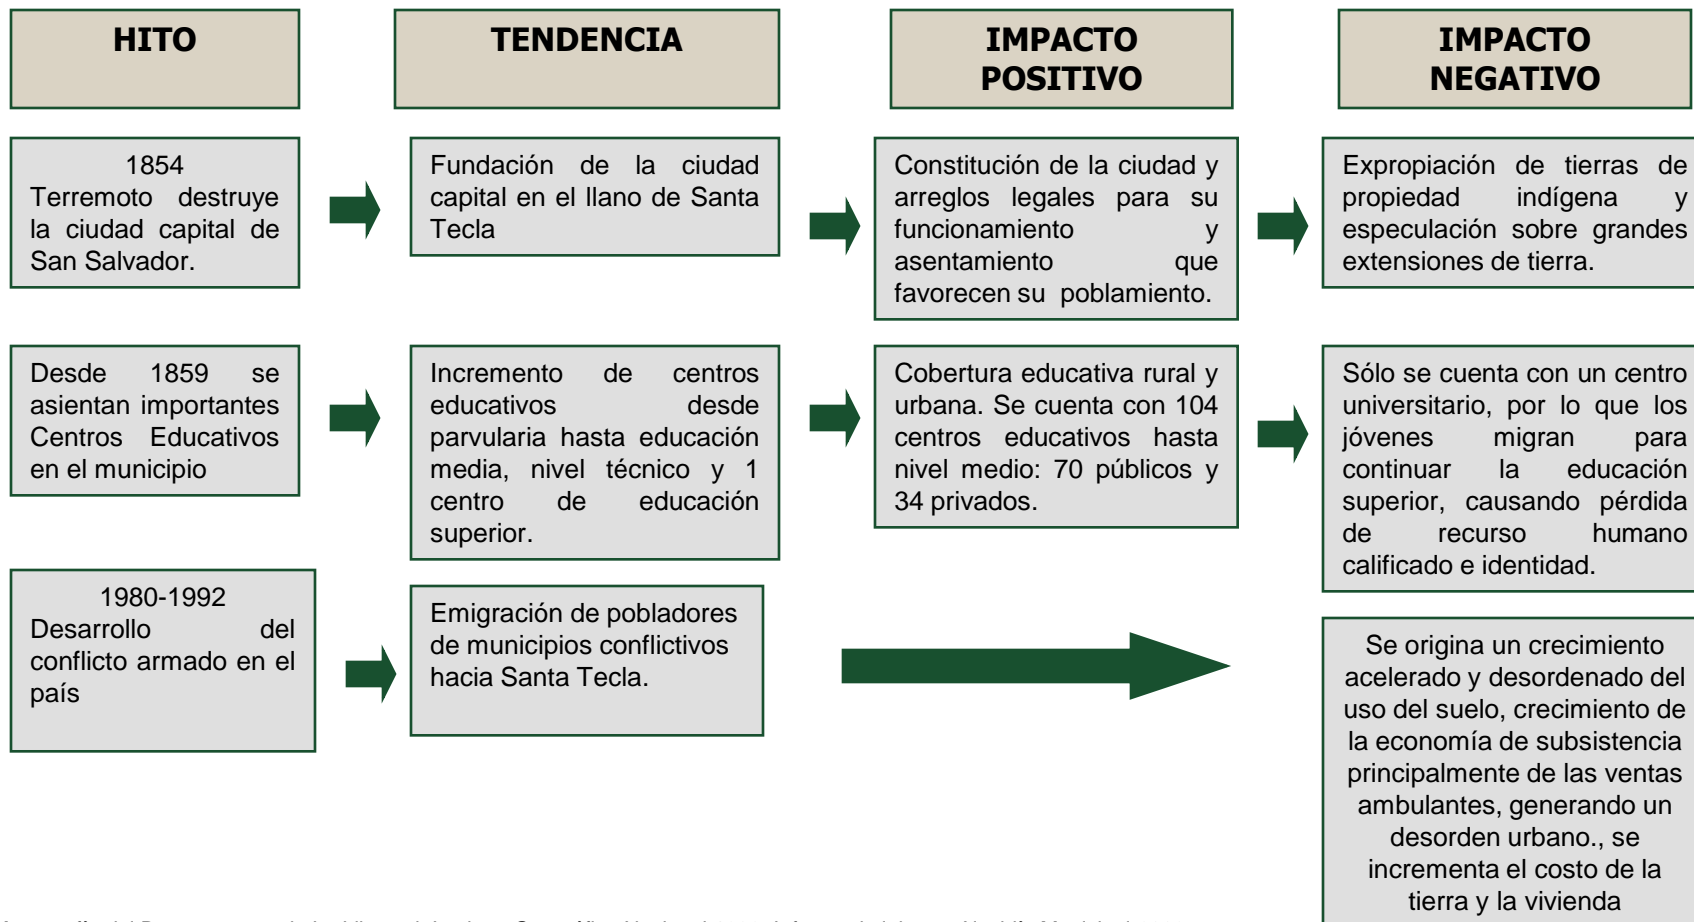 HITO
TENDENCIA
IMPACTO
POSITIVO
IMPACTO
NEGATIVO
1854
Terremoto destruye
la ciudad capital de
San Salvador.
Fundación de la ciudad
capital en el llano de Santa
Tecla
Constitución de la ciudad y
arreglos legales para su
funcionamiento y
asentamiento que
favorecen su poblamiento.
Expropiación de tierras de
propiedad indígena y
especulación sobre grandes
extensiones de tierra.
Desde 1859 se
asientan importantes
Centros Educativos
en el municipio
Incremento de centros
educativos desde
parvularia hasta educación
media, nivel técnico y 1
centro de educación
superior.
Cobertura educativa rural y
urbana. Se cuenta con 104
centros educativos hasta
nivel medio: 70 públicos y
34 privados.
Sólo se cuenta con un centro
universitario, por lo que los
jóvenes migran para
continuar la educación
superior, causando pérdida
de recurso humano
calificado e identidad.
1980-1992
Desarrollo del
conflicto armado en el
país
Emigración de pobladores
de municipios conflictivos
hacia Santa Tecla.
Se origina un crecimiento
acelerado y desordenado del
uso del suelo, crecimiento de
la economía de subsistencia
principalmente de las ventas
ambulantes, generando un
desorden urbano., se
incrementa el costo de la
tierra y la vivienda